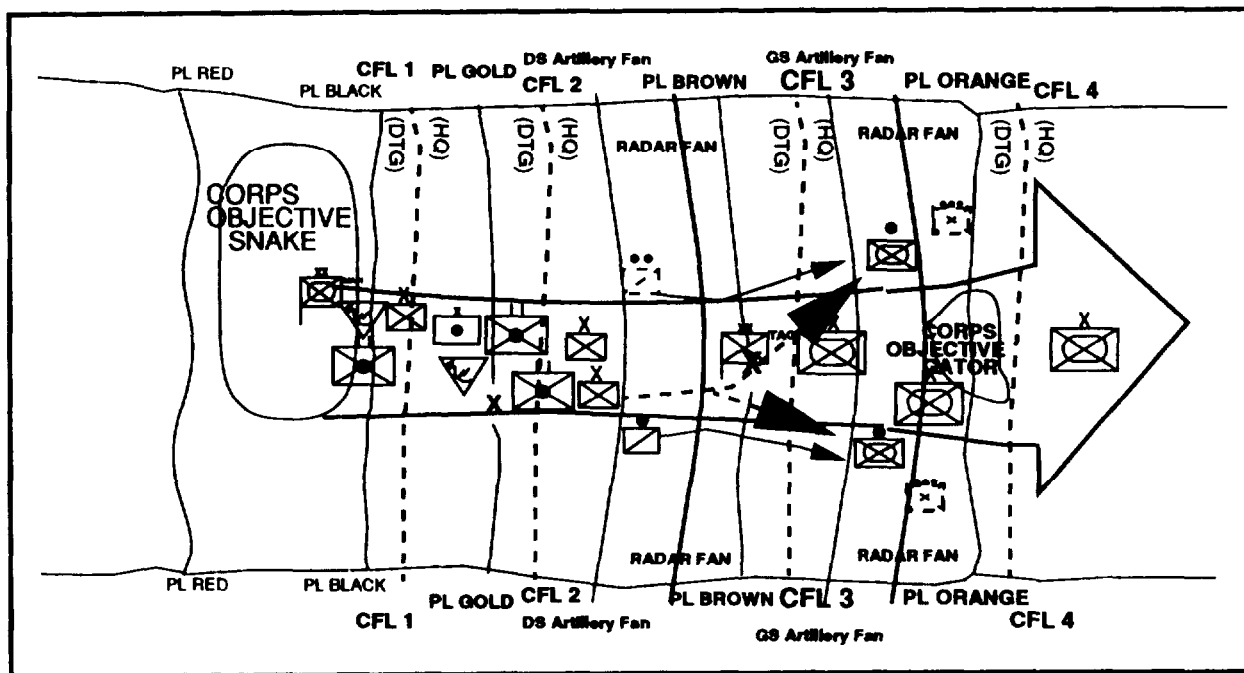 DS Artillery Fan
GS Artillery Fan
PL RED
PL BLACK
CFL 1
PL GOLD
CFL 2
PL BROWN
CFL 3
PL ORANGE
CFL 4
(DTG)
(HQ)
(DTG)
(HQ)
(DTG)
(HQ)
(DTG)
(HQ)
RADAR FAN
RADAR FAN
CORPS
OBJECTIVE
SNAKE
TAC
CORPS
OBJECTIVE
GATOR
RADAR FAN
RADAR FAN
PL RED
PL BLACK
CFL 1
PL GOLD
CFL 2
PL BROWN
CFL 3
PL ORANGE
CFL 4
DS Artillery Fan
GS Artillery Fan